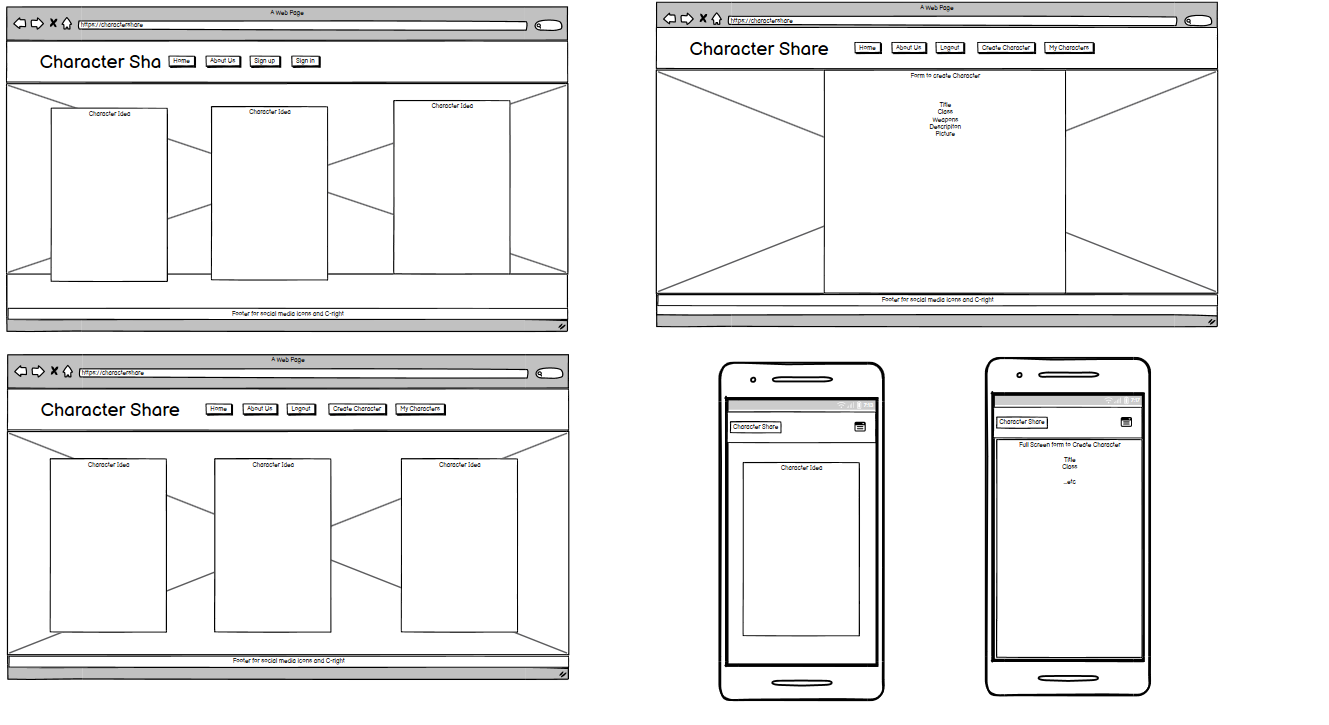 A Web Page
https://charactershare
Character Sha Home About Us Sign up Sign in
Character Idea Character Idea Character Idea
Footer for social media icons and C-right
A Web Page
https://charactershare
Character Share Home About Us Logout Create Character My Characters
Form to create Character
Title
Class
Weapons
Descripiton
Picture
Footer for social media icons and C-right
A Web Page
https://charactershare
Character Share Home About Us Logout Create Character My Characters
Character Idea Character Idea Character Idea
Footer for social media icons and C-right
Character Share
Character Idea
Character Share
Full Screen form to Create Character
Title
Class
...etc